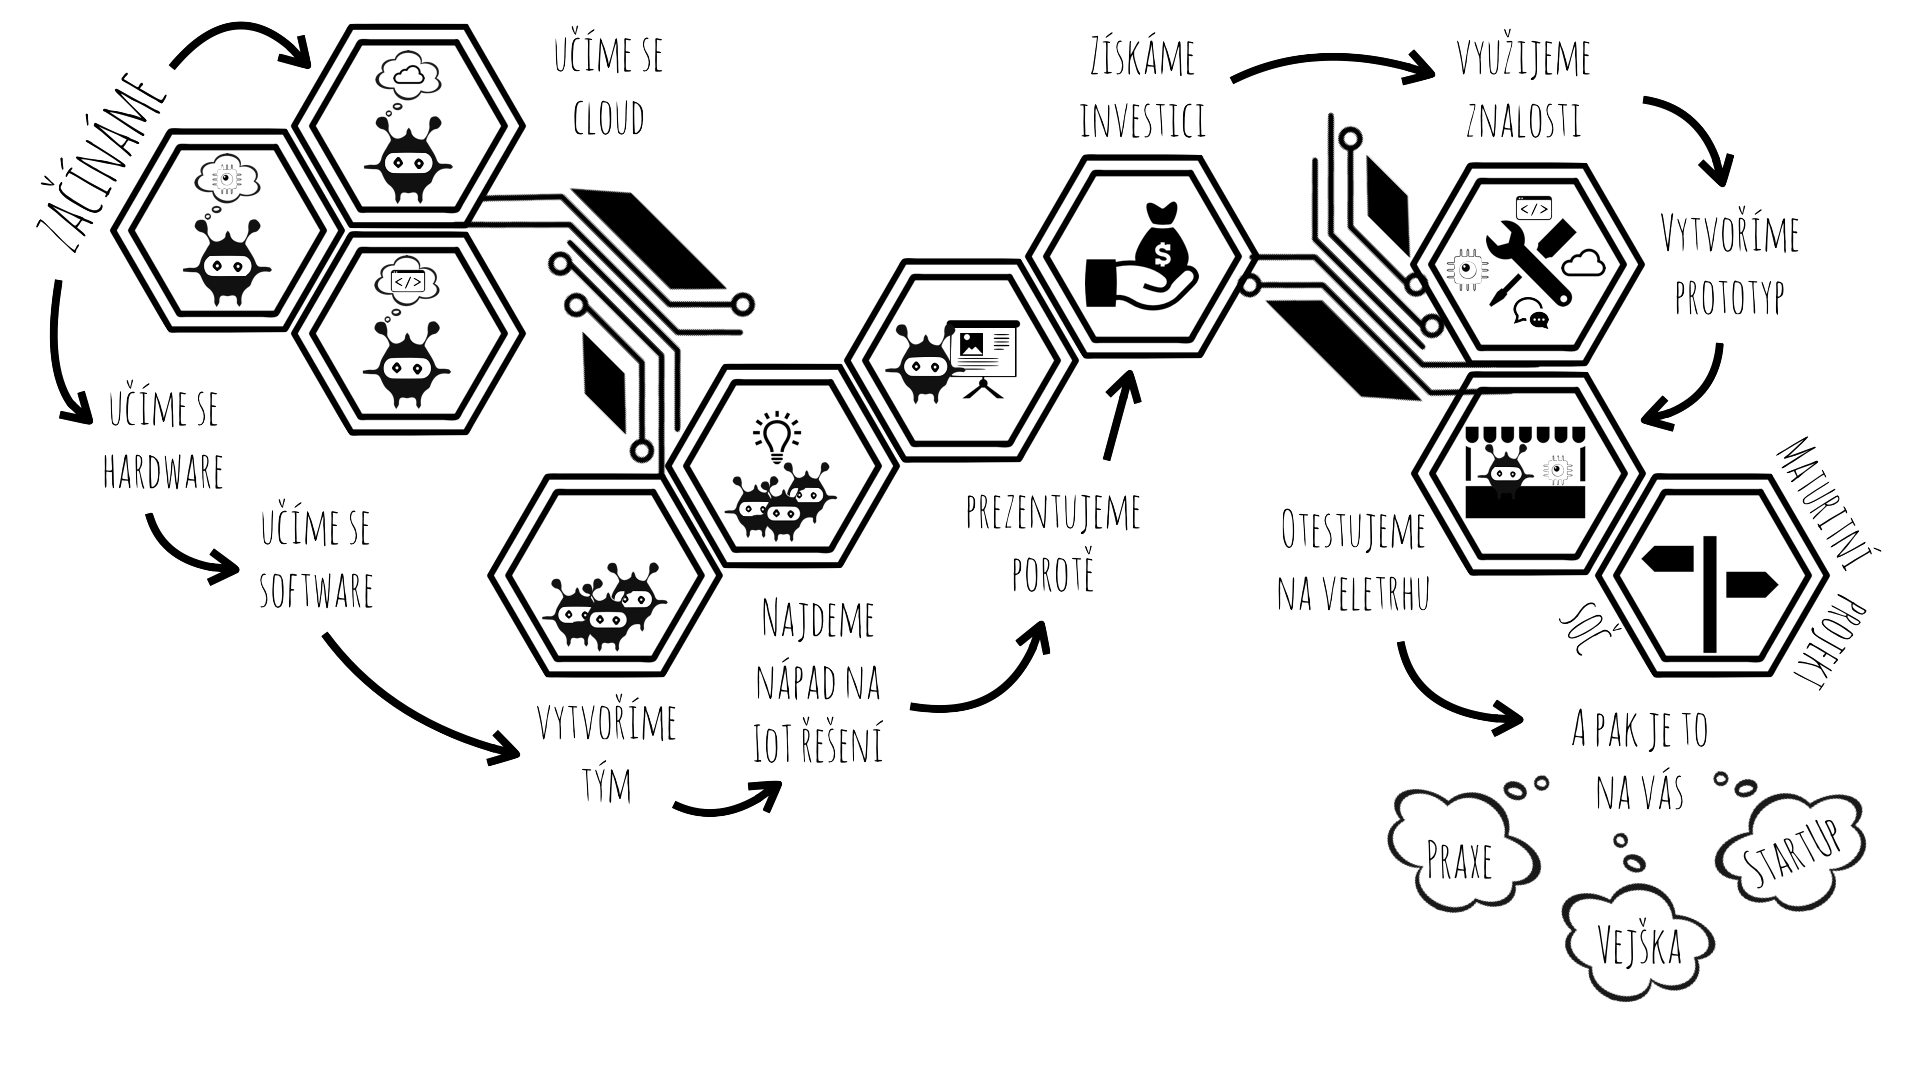 ZAČÍNÁME
UČÍME SE
CLOUD
UČÍME SE
HARDWARE
UČÍME SE
SOFTWARE
</>
VYTVOŘÍME
TÝM
NAJDEME
NÁPAD NA
IoT ŘEŠENÍ
PREZENTUJEME
POROTĚ
ZÍSKÁME
INVESTICI
$
VYUŽIJEME
ZNALOSTI
</>
VYTVOŘÍME
PROTOTYP
OTESTUJEME
NA VELETRHU
MATURITNÍ
PROJEKT
SOČ
A PAK JE TO
NA VÁS
PRAXE
VEJŠKA
STARTUP